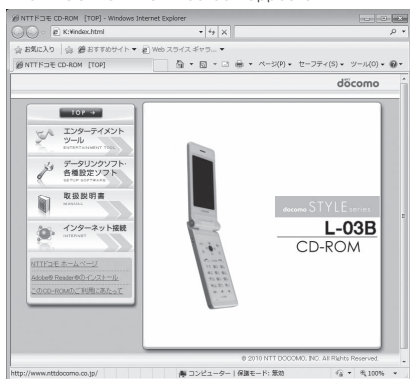 NTTドコモ CD-ROM [TOP] - Windows Internet Explorer
K:¥index.html
お気に入り おすすめサイト▼ Web スライス ギャラ... ▼
NTTドコモ CD-ROM [TOP]
ページ(P) ▼ セーフティ(S) ▼ ツール(O) ▼
döcomo
TOP →
エンターテイメント
ツール
ENTERTAINMENT TOOL
データリンクソフト・
各種設定ソフト
SETUP SOFTWARE
取扱説明書
MANUAL
インターネット接続
INTERNET
NTTドコモ ホームページ
Adobe® Reader®のインストール
このCD-ROMのご利用にあたって
docomo STYLE series
L-03B
CD-ROM
© 2010 NTT DOCOMO, INC. All Rights Reserved.
http://www.nttdocomo.co.jp/
コンピューター | 保護モード: 無効
100%